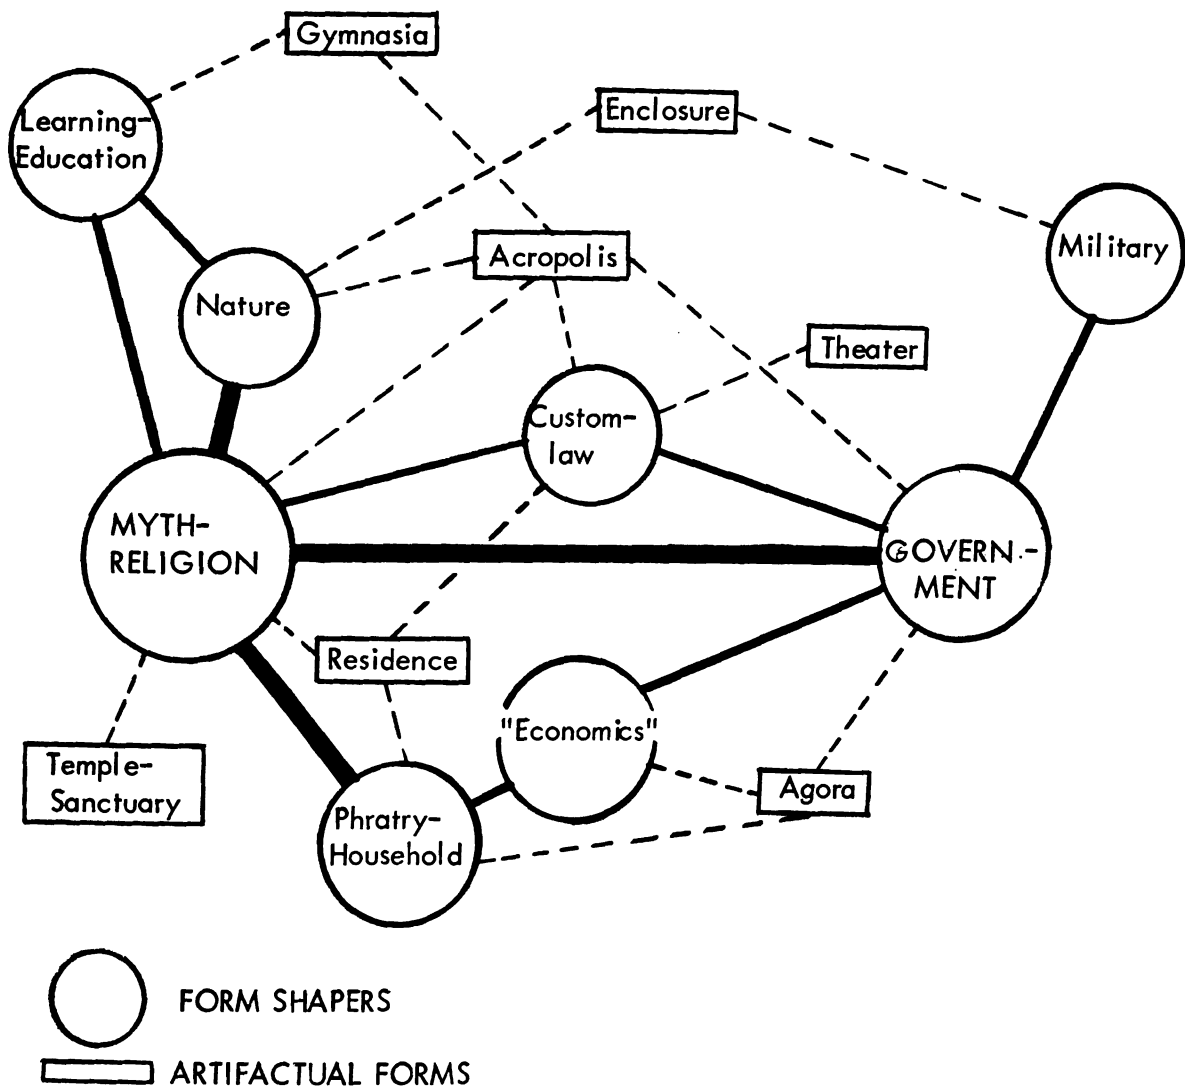 Gymnasia
Enclosure
Learning-
Education
Military
Acropolis
Nature
Theater
Custom-
law
MYTH-
RELIGION
GOVERN.-
MENT
Residence
"Economics"
Temple-
Sanctuary
Agora
Phratry-
Household
FORM SHAPERS
ARTIFACTUAL FORMS